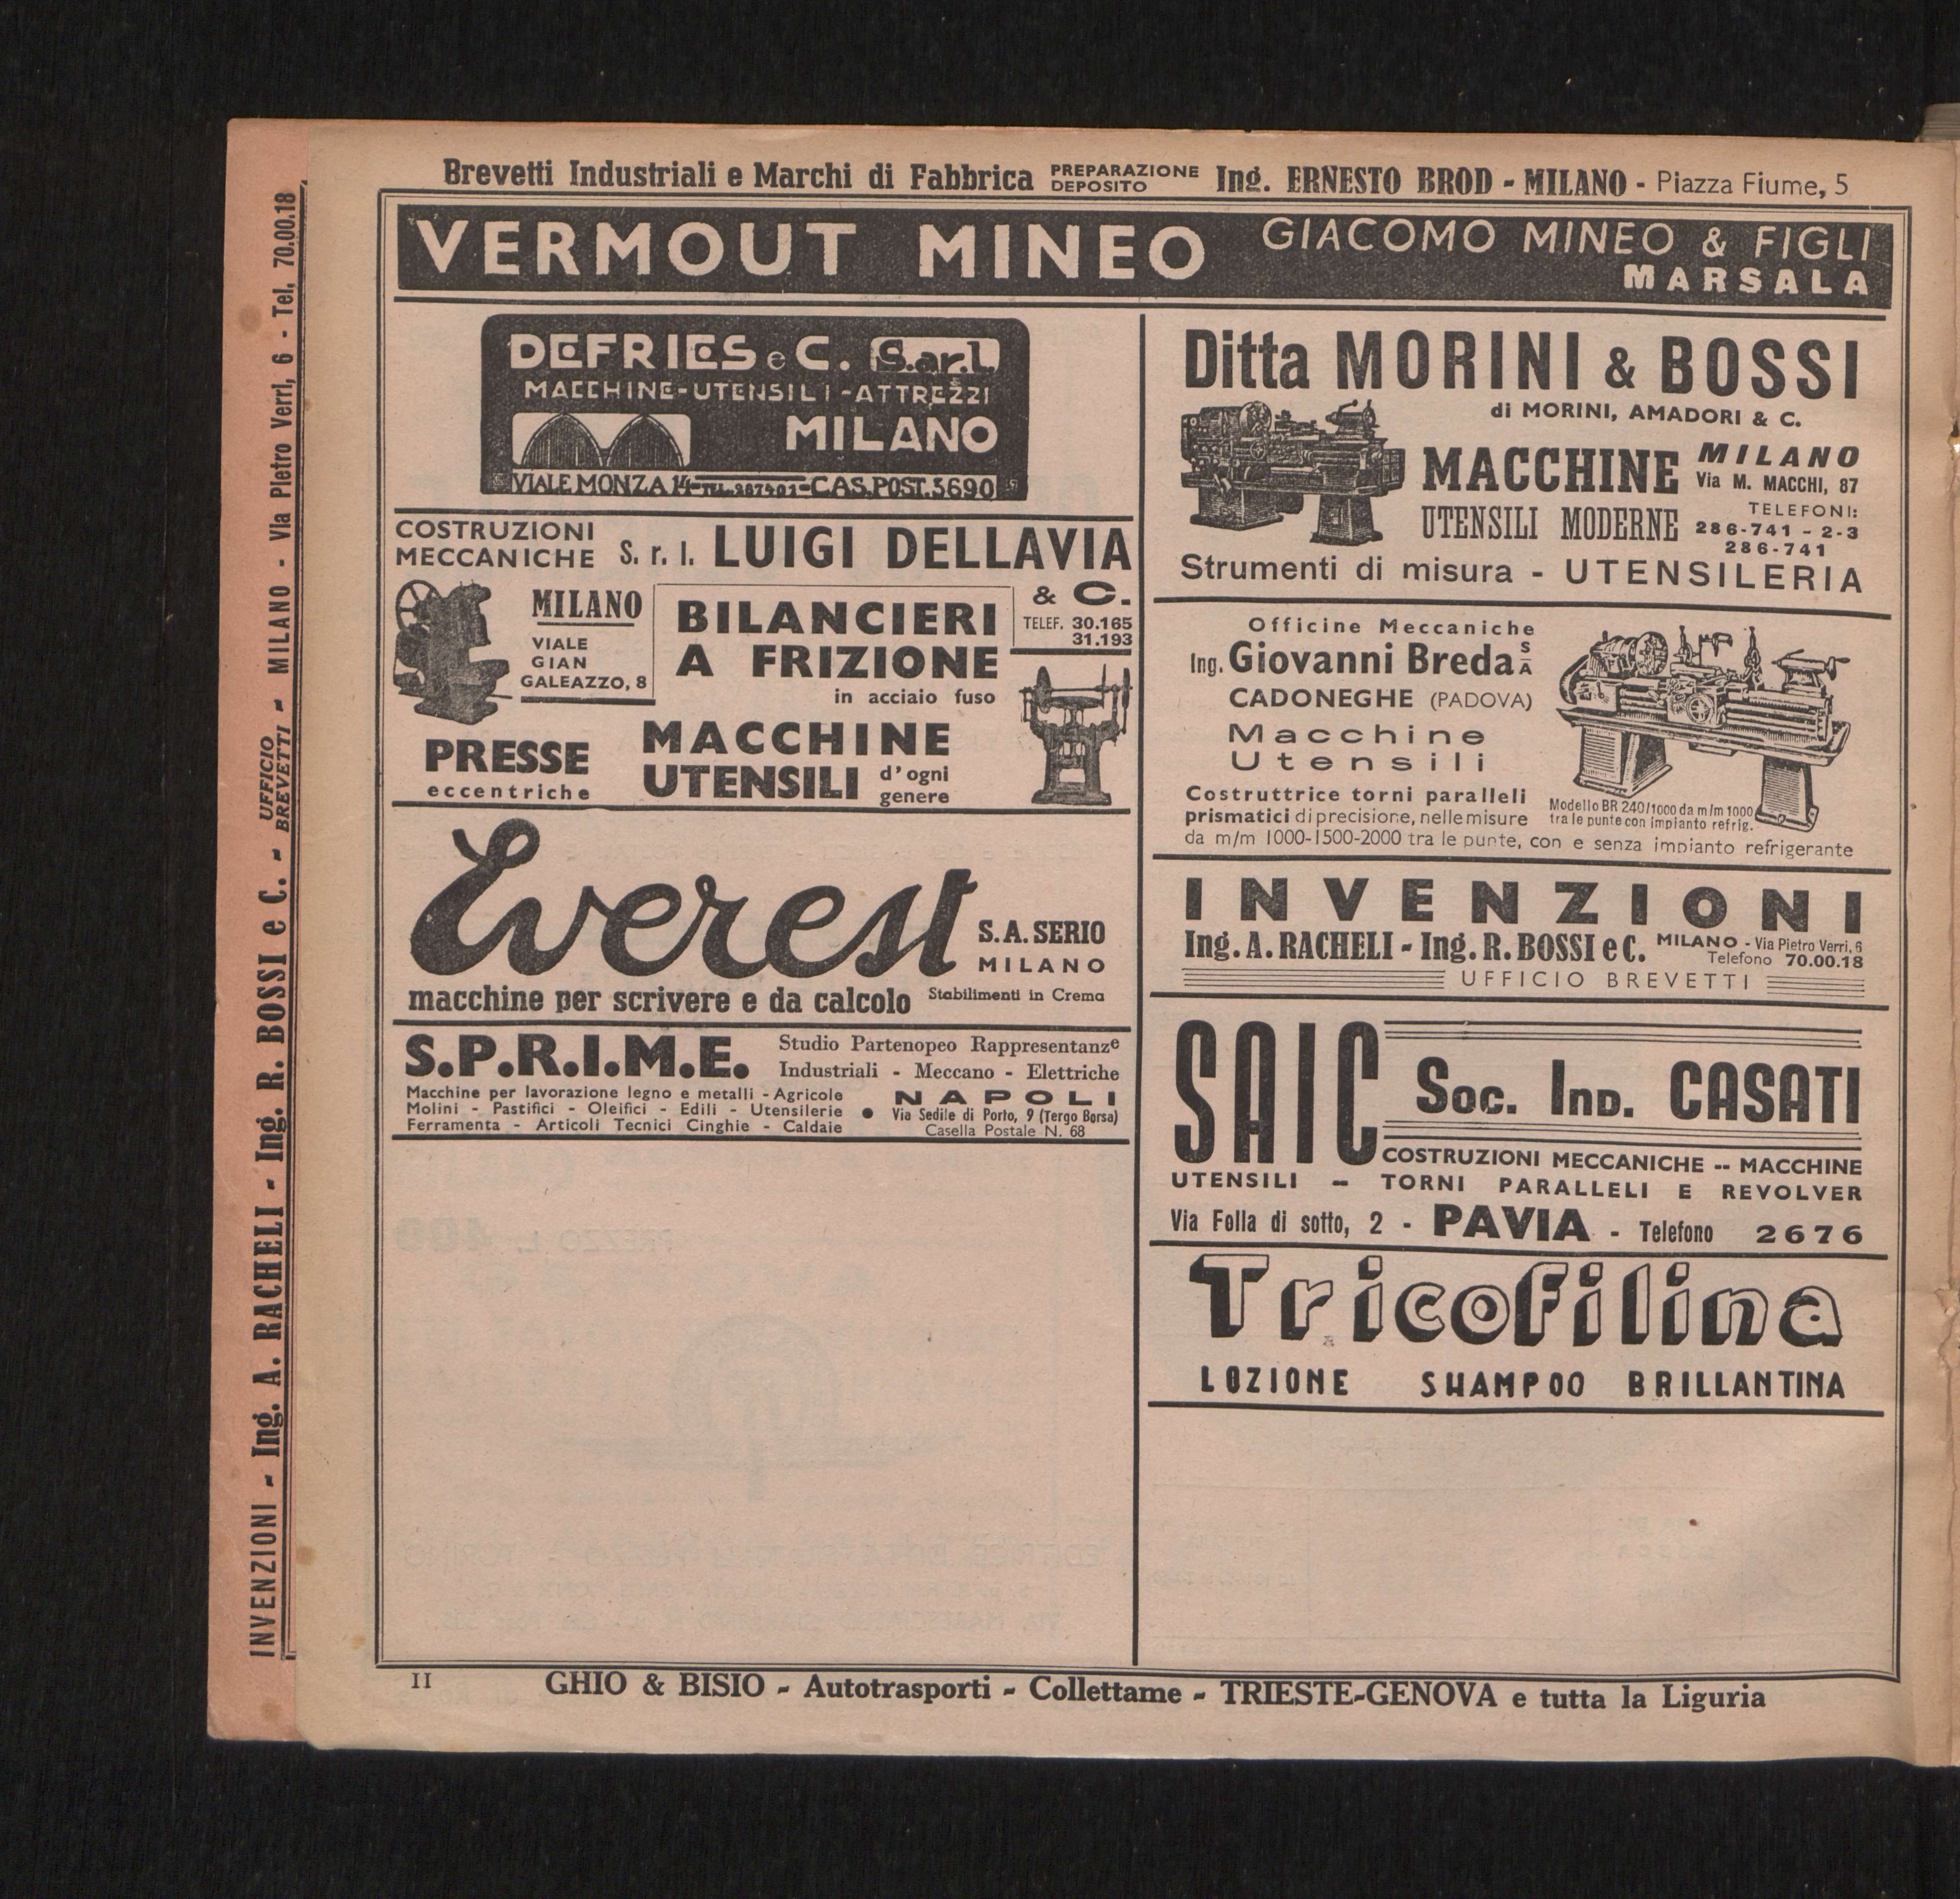 Brevetti Industriali e Marchi di Fabbrica PREPARAZIONE DEPOSITO Ing. ERNESTO BROD - MILANO - Piazza Fiume, 5
VERMOUT MINEO GIACOMO MINEO & FIGLI
MARSALA
DEFRIES e C. S.ar.l.
MACCHINE-UTENSILI-ATTREZZI
MILANO
VIALE MONZA 14-TEL.287401-CAS.POST.3690
COSTRUZIONI
MECCANICHE S. r. l. LUIGI DELLAVIA
& C.
TELEF. 30.165
31.193
MILANO
VIALE
GIAN
GALEAZZO, 8
BILANCIERI
A FRIZIONE
in acciaio fuso
PRESSE
eccentriche
MACCHINE
UTENSILI d'ogni
genere
Everest
S.A. SERIO
MILANO
macchine per scrivere e da calcolo Stabilimenti in Crema
S.P.R.I.M.E. Studio Partenopeo Rappresentanze
Industriali - Meccano - Elettriche
Macchine per lavorazione legno e metalli - Agricole
Molini - Pastifici - Oleifici - Edili - Utensilerie ●
Ferramenta - Articoli Tecnici Cinghie - Caldaie
NAPOLI
Via Sedile di Porto, 9 (Tergo Borsa)
Casella Postale N. 68
Ditta MORINI & BOSSI
di MORINI, AMADORI & C.
MACCHINE
UTENSILI MODERNE
MILANO
Via M. MACCHI, 87
TELEFONI:
286-741 - 2-3
286-741
Strumenti di misura - UTENSILERIA
Officine Meccaniche
Ing. Giovanni Breda S A
CADONEGHE (PADOVA)
Macchine
Utensili
Costruttrice torni paralleli
prismatici di precisione, nelle misure
da m/m 1000-1500-2000 tra le punte, con e senza impianto refrigerante
Modello BR 240/1000 da m/m 1000
tra le punte con impianto refrig.
INVENZIONI
Ing. A. RACHELI - Ing. R. BOSSI e C. MILANO - Via Pietro Verri, 6
Telefono 70.00.18
UFFICIO BREVETTI
SAIC Soc. Ind. CASATI
COSTRUZIONI MECCANICHE -- MACCHINE
UTENSILI -- TORNI PARALLELI E REVOLVER
Via Folla di sotto, 2 - PAVIA - Telefono 2676
Tricofilina
LOZIONE SHAMPOO BRILLANTINA
II
GHIO & BISIO - Autotrasporti - Collettame - TRIESTE-GENOVA e tutta la Liguria
INVENZIONI - Ing. A. RACHELI - Ing. R. BOSSI e C. - UFFICIO BREVETTI - MILANO - Via Pietro Verri, 6 - Tel. 70.00.18